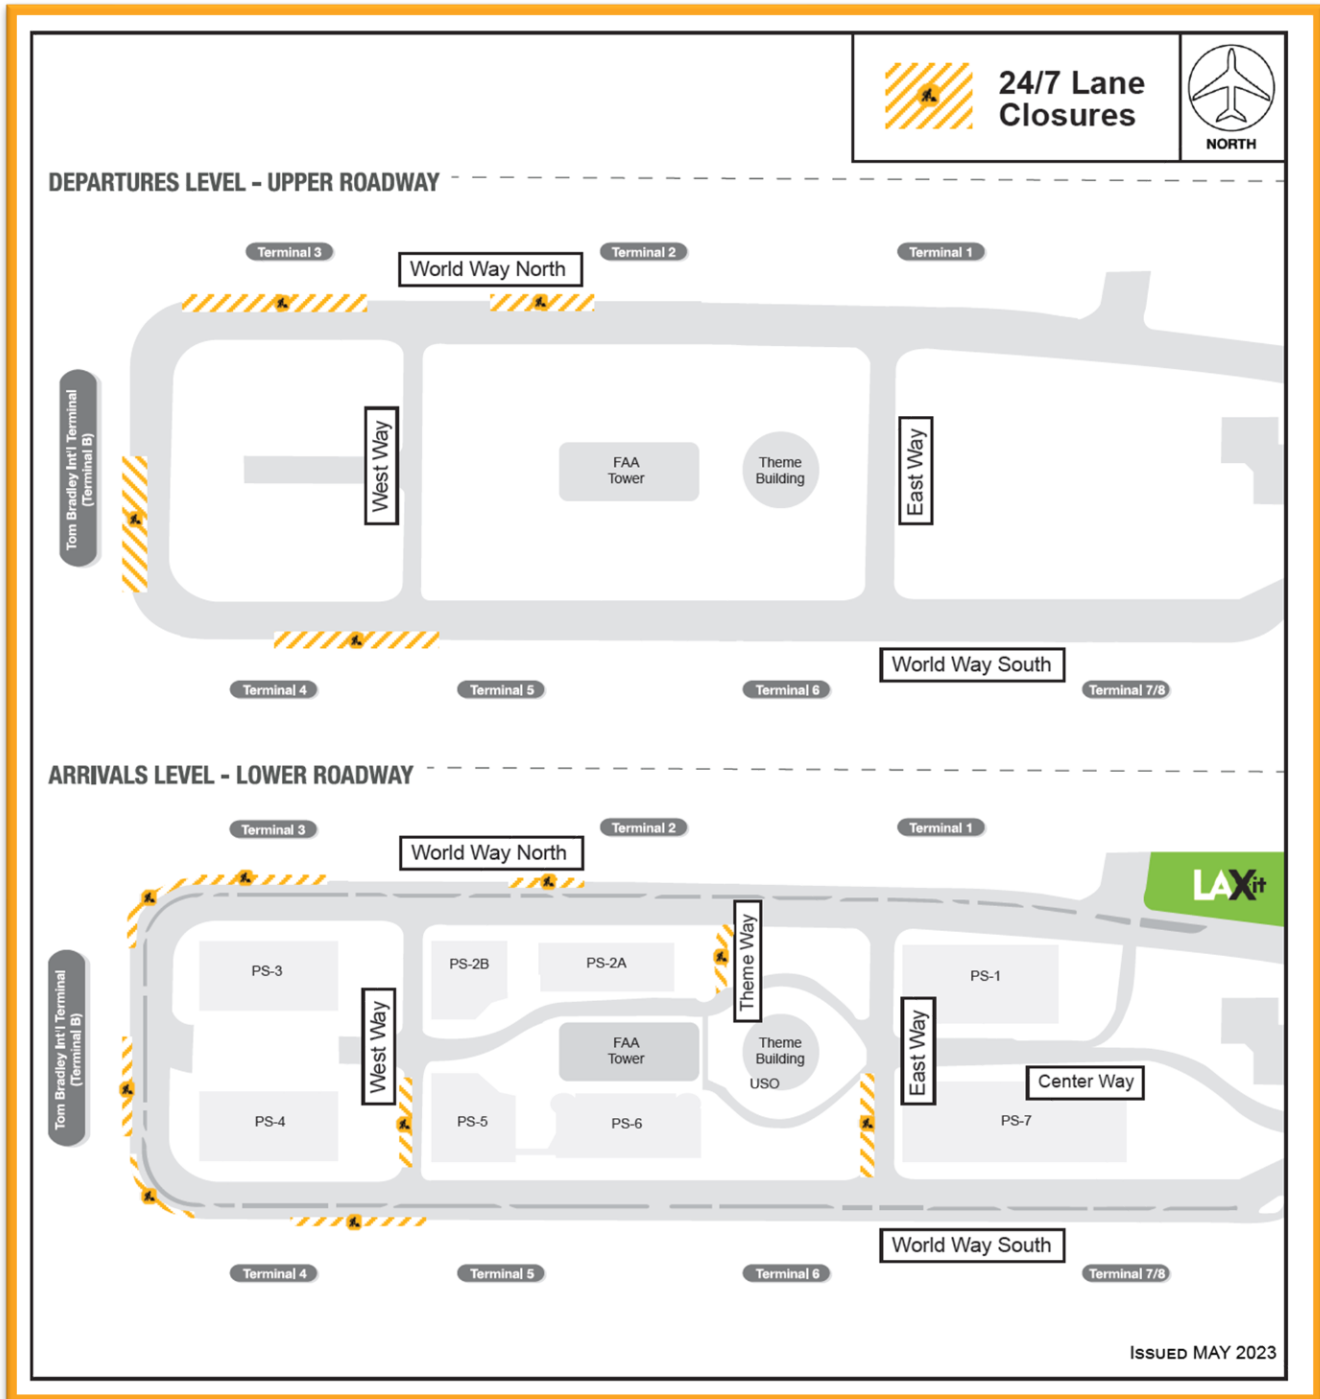 24/7 Lane
Closures
NORTH
DEPARTURES LEVEL - UPPER ROADWAY
Terminal 3
World Way North
Terminal 2
Terminal 1
Tom Bradley Int'l Terminal
(Terminal B)
West Way
FAA
Tower
Theme
Building
East Way
World Way South
Terminal 4
Terminal 5
Terminal 6
Terminal 7/8
ARRIVALS LEVEL - LOWER ROADWAY
Terminal 3
World Way North
Terminal 2
Terminal 1
LAXit
Theme Way
PS-3
PS-2B
PS-2A
PS-1
Tom Bradley Int'l Terminal
(Terminal B)
West Way
FAA
Tower
Theme
Building
USO
East Way
Center Way
PS-4
PS-5
PS-6
PS-7
World Way South
Terminal 4
Terminal 5
Terminal 6
Terminal 7/8
ISSUED MAY 2023